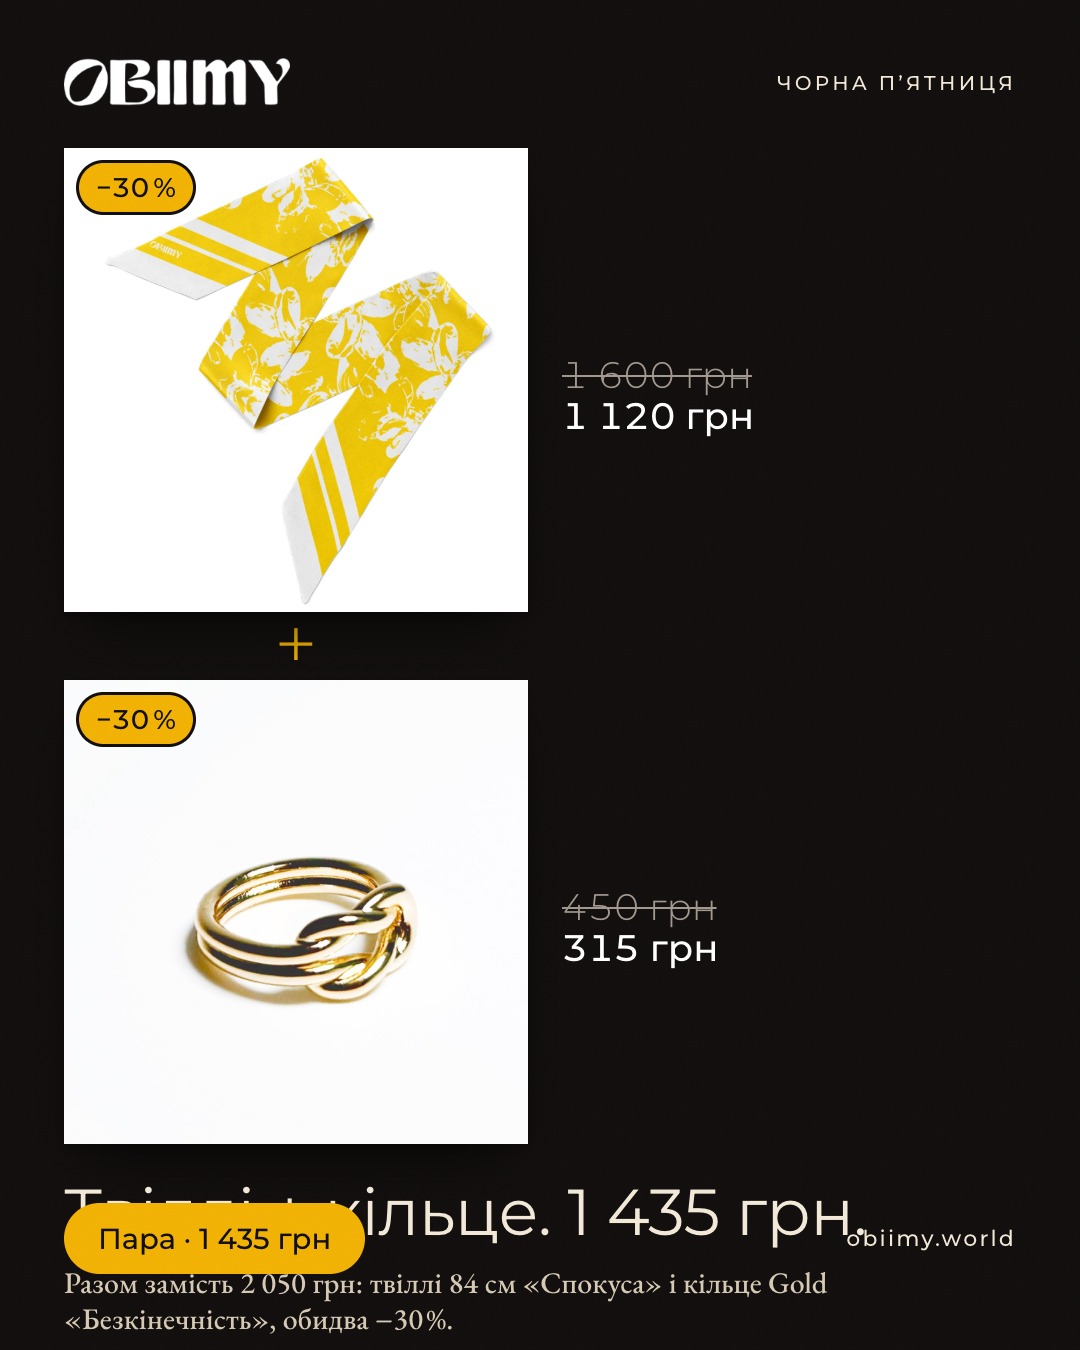 OBIIMY
ЧОРНА П’ЯТНИЦЯ
−30%
OBIIMY
1 600 грн
1 120 грн
+
−30%
450 грн
315 грн
кільце. 1 435 грн.
Пара · 1 435 грн
obiimy.world
Разом замість 2 050 грн: твіллі 84 см «Спокуса» і кільце Gold
«Безкінечність», обидва −30%.